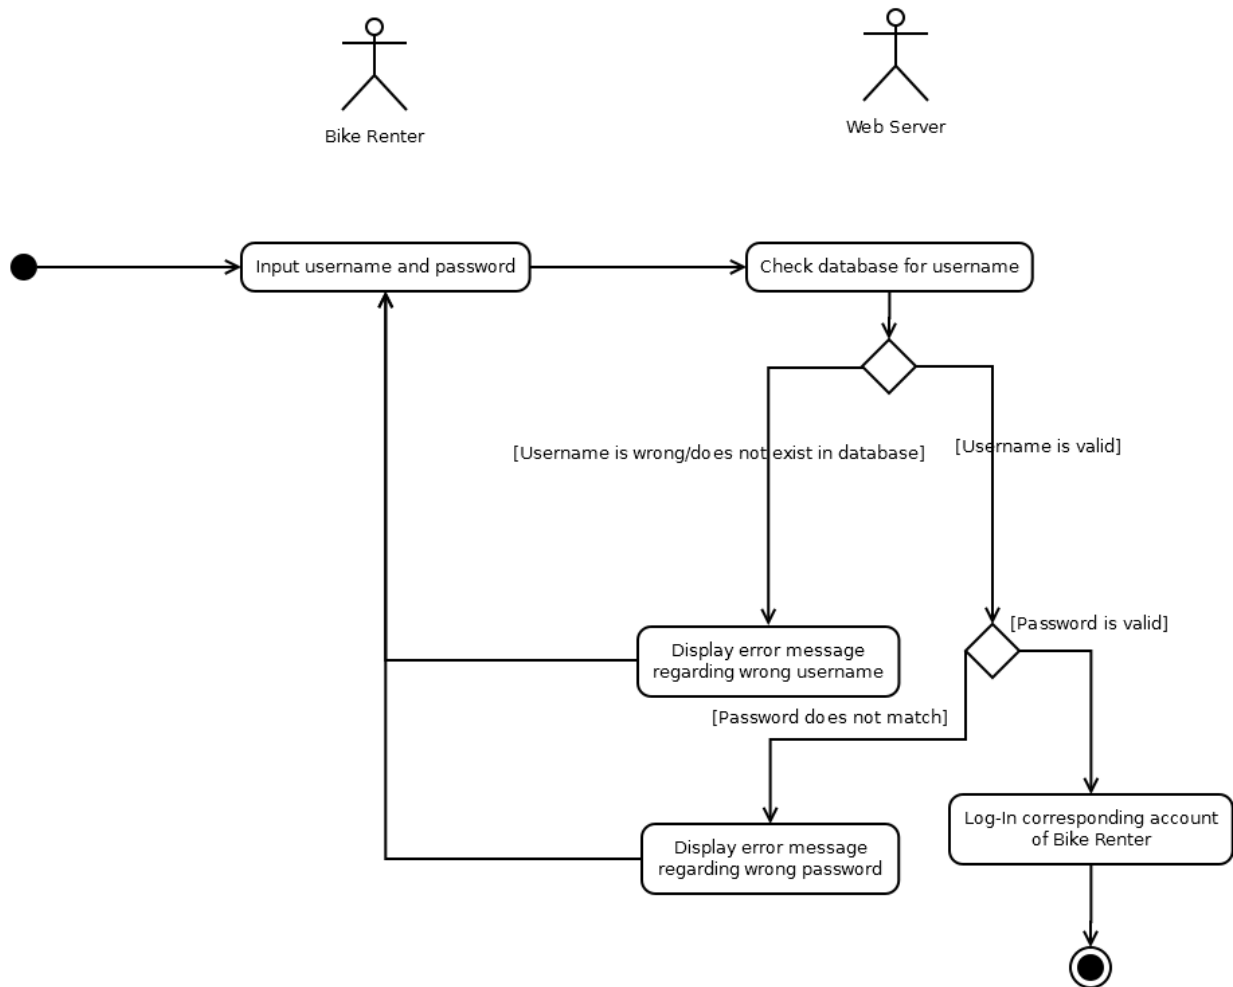 Bike Renter
Web Server
Input username and password
Check database for username
[Username is wrong/does not exist in database]
[Username is valid]
[Password is valid]
Display error message
regarding wrong username
[Password does not match]
Log-In corresponding account
of Bike Renter
Display error message
regarding wrong password